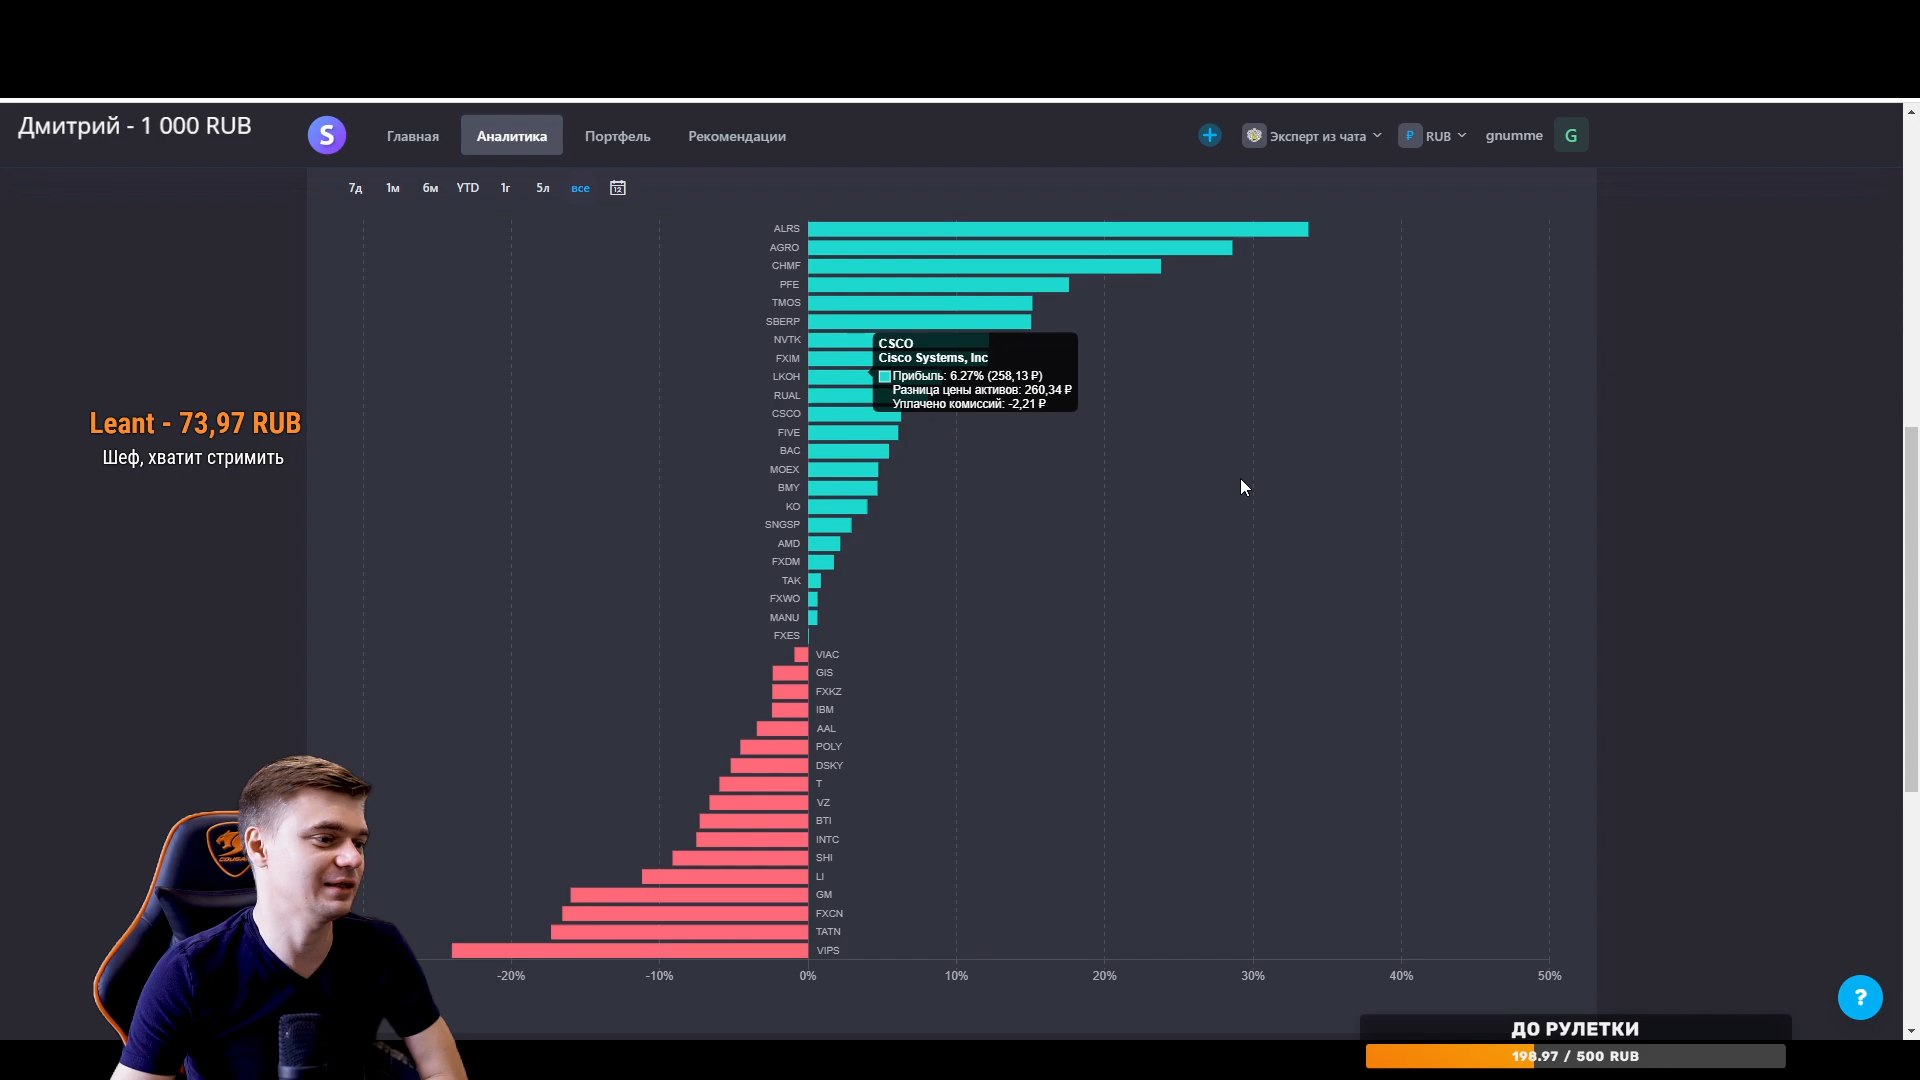 Дмитрий - 1 000 RUB
S
Главная
Аналитика
Портфель
Рекомендации
Эксперт из чата
₽ RUB
gnumme
G
7д 1м 6м YTD 1г 5л все
12
ALRS
AGRO
CHMF
PFE
TMOS
SBERP
NVTK
FXIM
LKOH
RUAL
CSCO
FIVE
BAC
MOEX
BMY
KO
SNGSP
AMD
FXDM
TAK
FXWO
MANU
FXES
CSCO
Cisco Systems, Inc
Прибыль: 6.27% (258,13 ₽)
Разница цены активов: 260,34 ₽
Уплачено комиссий: -2,21 ₽
Leant - 73,97 RUB
Шеф, хватит стримить
VIAC
GIS
FXKZ
IBM
AAL
POLY
DSKY
T
VZ
BTI
INTC
SHI
LI
GM
FXCN
TATN
VIPS
-20% -10% 0% 10% 20% 30% 40% 50%
COUGAR
?
ДО РУЛЕТКИ
198.97 / 500 RUB